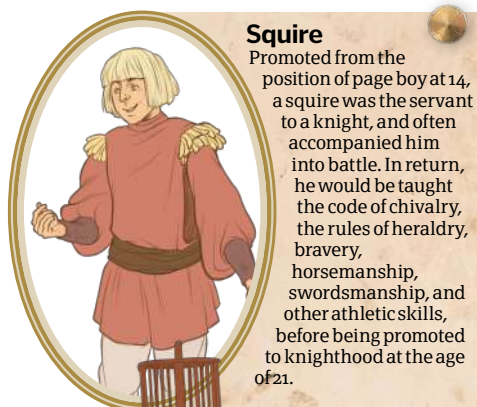 Squire
Promoted from the
position of page boy at 14,
a squire was the servant
to a knight, and often
accompanied him
into battle. In return,
he would be taught
the code of chivalry,
the rules of heraldry,
bravery,
horsemanship,
swordsmanship, and
other athletic skills,
before being promoted
to knighthood at the age
of 21.